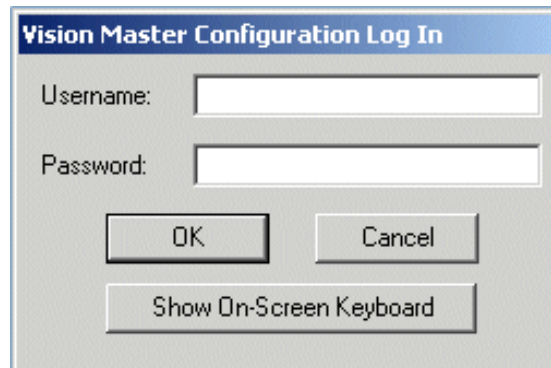 Vision Master Configuration Log In
Username:
Password:
OK Cancel
Show On-Screen Keyboard